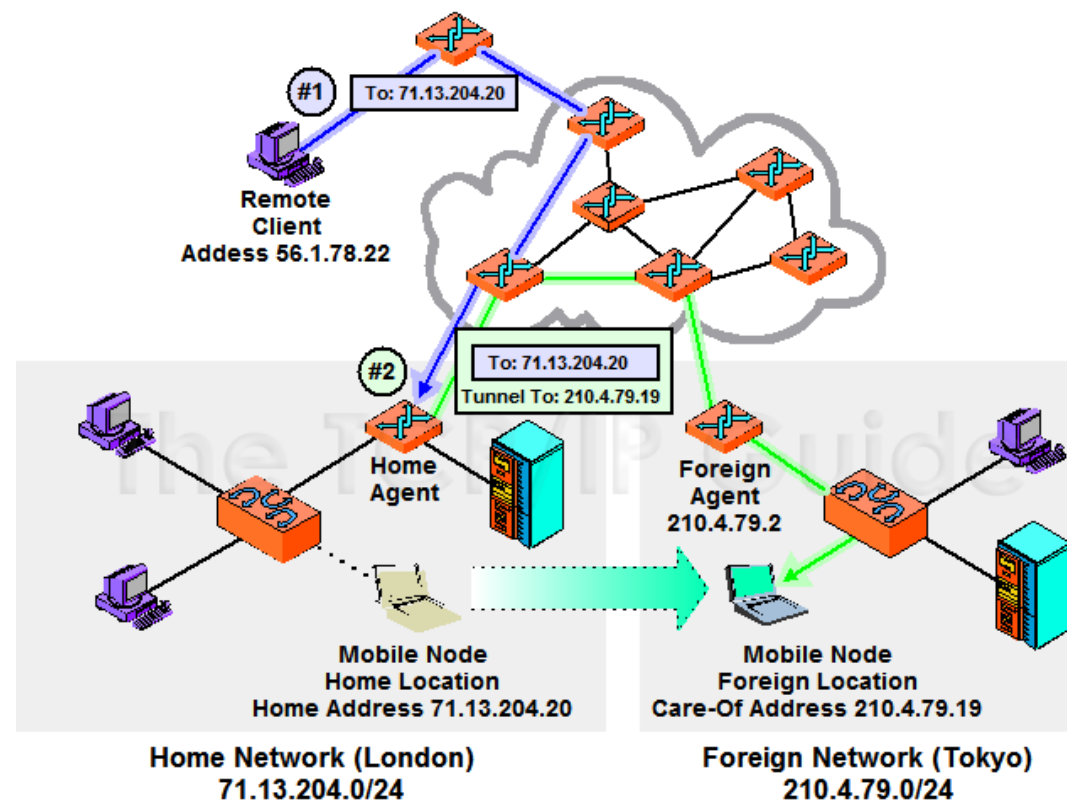 #1
To: 71.13.204.20
Remote
Client
Addess 56.1.78.22
#2
To: 71.13.204.20
Tunnel To: 210.4.79.19
The TCP/IP Guide
Home
Agent
Foreign
Agent
210.4.79.2
Mobile Node
Home Location
Home Address 71.13.204.20
Mobile Node
Foreign Location
Care-Of Address 210.4.79.19
Home Network (London)
71.13.204.0/24
Foreign Network (Tokyo)
210.4.79.0/24